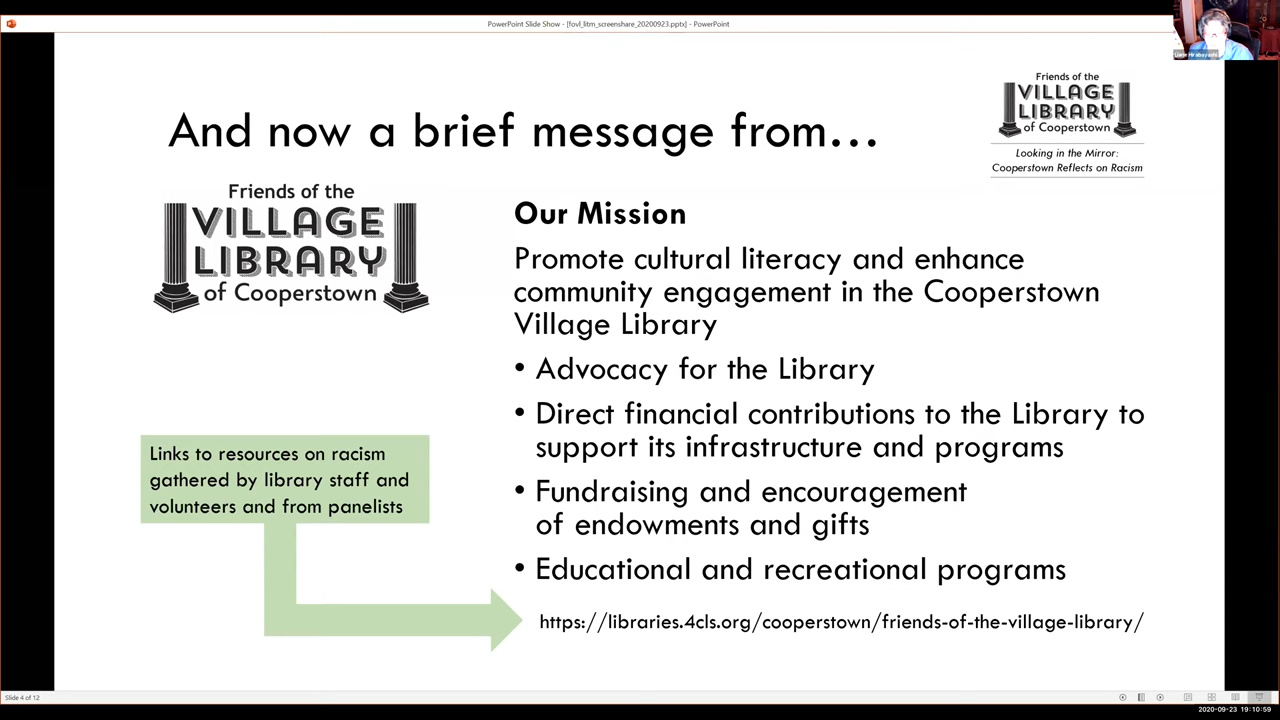 PowerPoint Slide Show - [fovl_litm_screenshare_20200923.pptx] - PowerPoint
And now a brief message from…
Friends of the
VILLAGE
LIBRARY
of Cooperstown
Looking in the Mirror:
Cooperstown Reflects on Racism
Friends of the
VILLAGE
LIBRARY
of Cooperstown
Our Mission
Promote cultural literacy and enhance
community engagement in the Cooperstown
Village Library
• Advocacy for the Library
• Direct financial contributions to the Library to
support its infrastructure and programs
• Fundraising and encouragement
of endowments and gifts
• Educational and recreational programs
Links to resources on racism
gathered by library staff and
volunteers and from panelists
https://libraries.4cls.org/cooperstown/friends-of-the-village-library/
Slide 4 of 12
2020-09-23 19:10:59